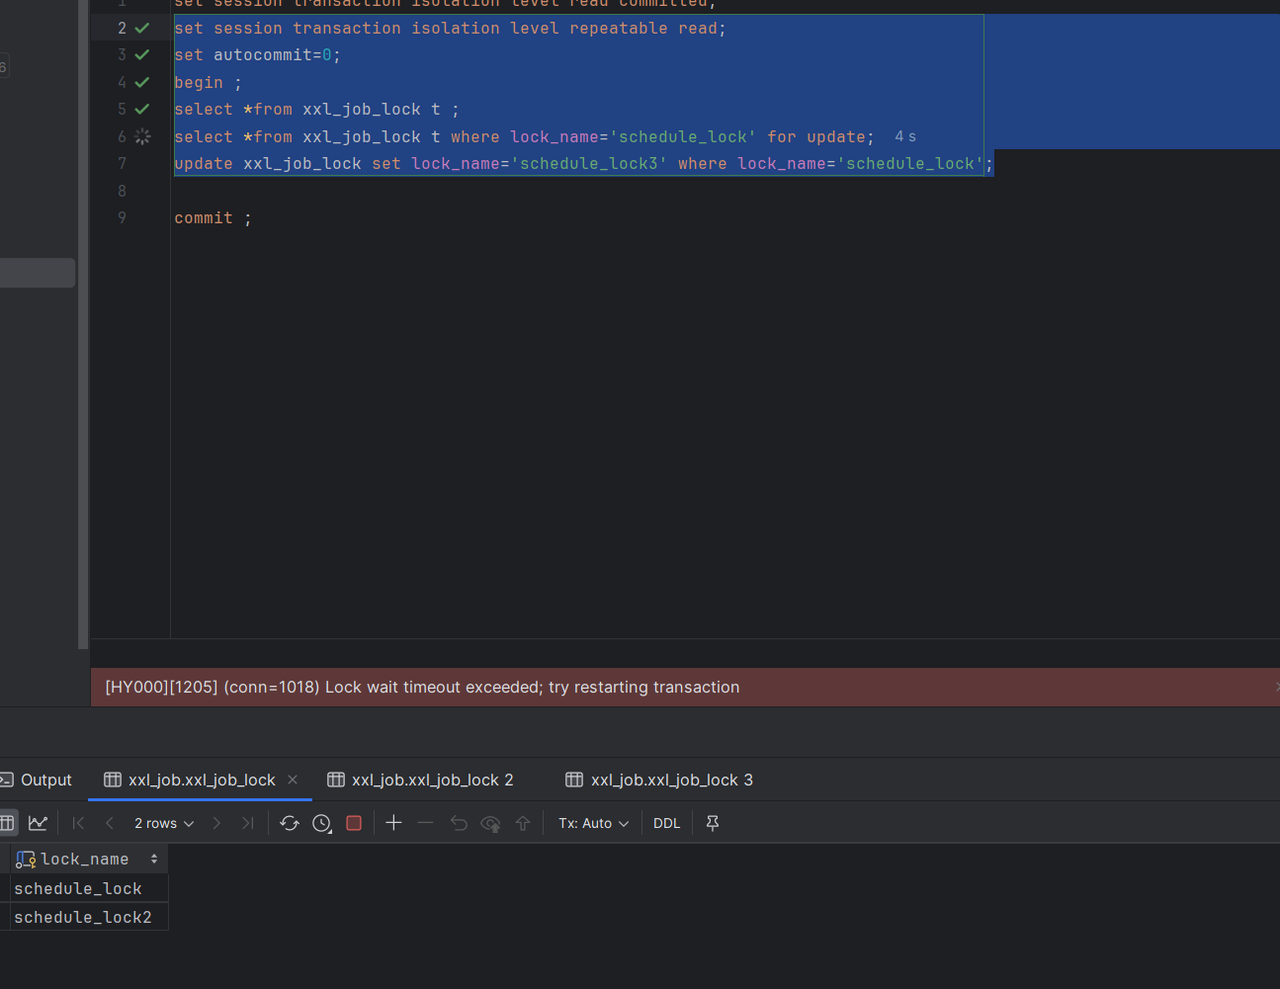 1 set session transaction isolation level read committed;
2 set session transaction isolation level repeatable read;
3 set autocommit=0;
4 begin ;
5 select *from xxl_job_lock t ;
6 select *from xxl_job_lock t where lock_name='schedule_lock' for update; 4 s
7 update xxl_job_lock set lock_name='schedule_lock3' where lock_name='schedule_lock';
8
9 commit ;
6
[HY000][1205] (conn=1018) Lock wait timeout exceeded; try restarting transaction
Output xxl_job.xxl_job_lock xxl_job.xxl_job_lock 2 xxl_job.xxl_job_lock 3
2 rows Tx: Auto DDL
lock_name
schedule_lock
schedule_lock2